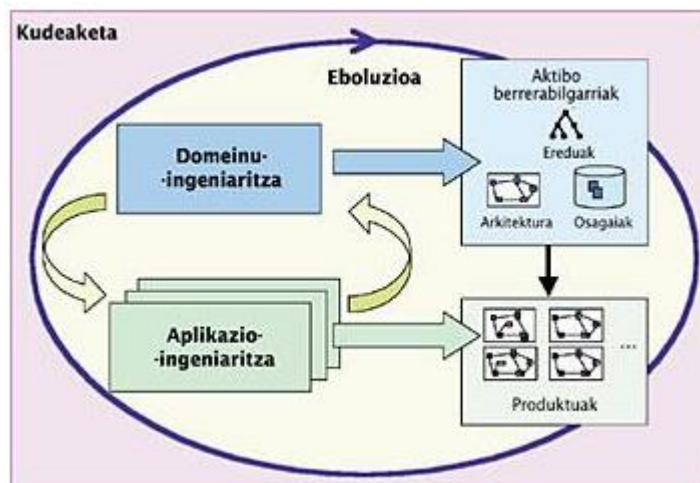 Kudeaketa
Eboluzioa
Aktibo
berrerabilgarriak
Ereduak
Arkitektura
Osagaiak
Domeinu-
-ingeniaritza
Aplikazio-
-ingeniaritza
...
Produktuak